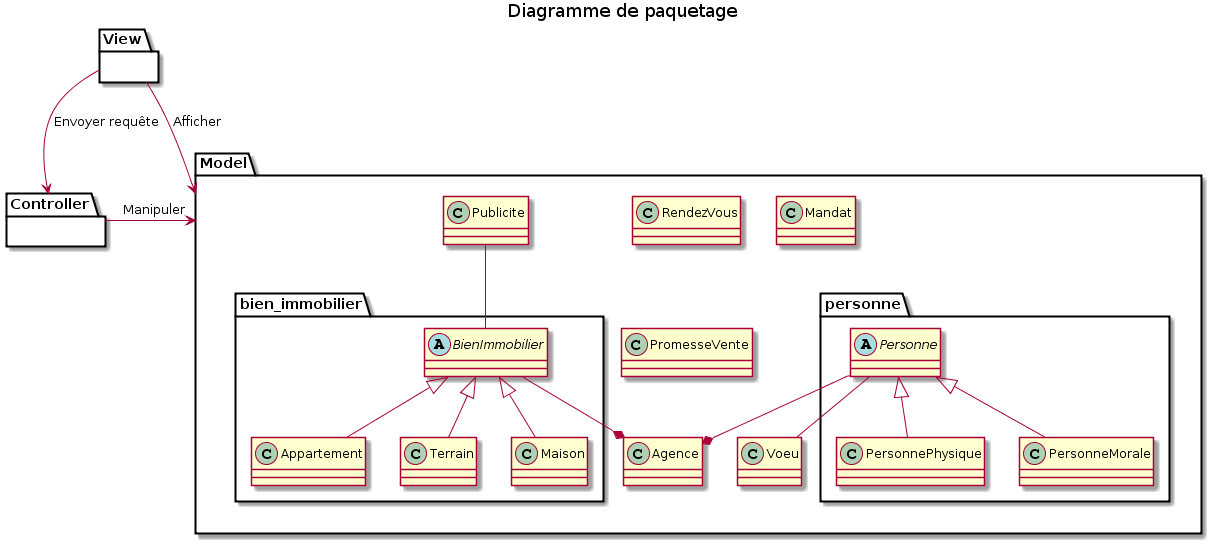 Diagramme de paquetage
View
Envoyer requête
Afficher
Model
Controller
Manipuler
C Publicite
C RendezVous
C Mandat
bien_immobilier
personne
A BienImmobilier
C PromesseVente
A Personne
C Appartement
C Terrain
C Maison
C Agence
C Voeu
C PersonnePhysique
C PersonneMorale